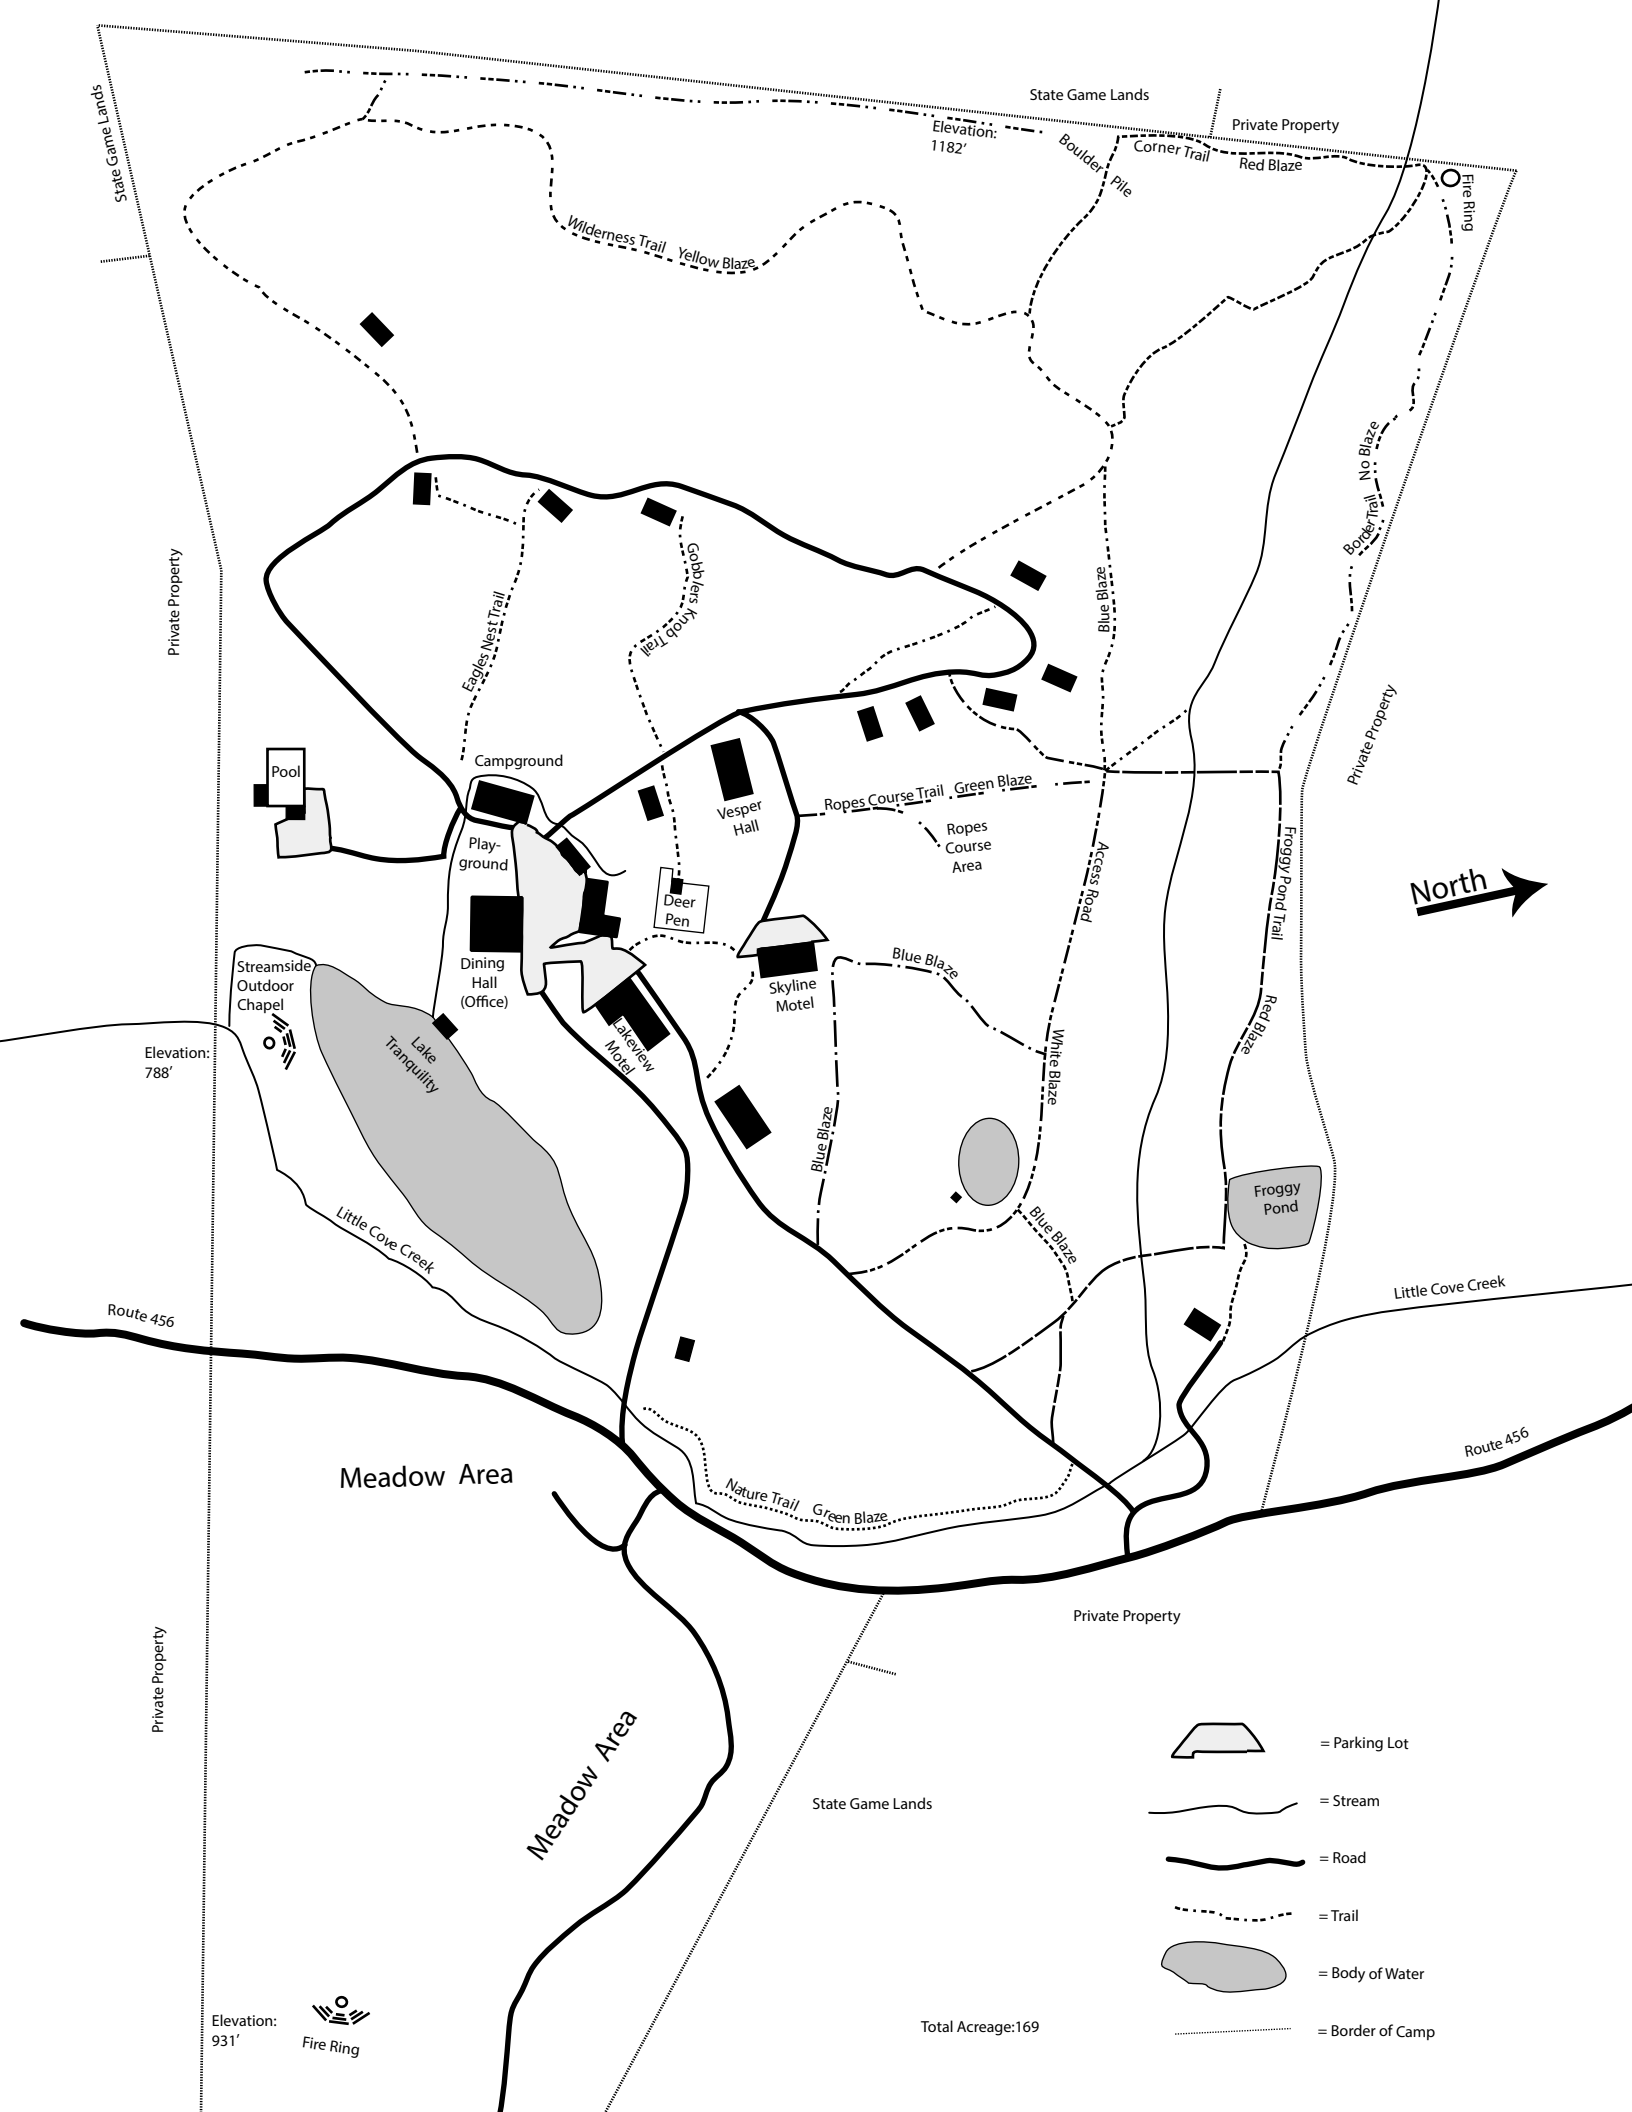 State Game Lands
State Game Lands
Private Property
Elevation:
1182’
Boulder Pile
Corner Trail
Red Blaze
Fire Ring
Wilderness Trail Yellow Blaze
No Blaze
Border Trail
Private Property
Blue Blaze
Gobblers Knob Trail
Eagles Nest Trail
Private Property
Campground
Pool
Play-
ground
Vesper
Hall
Ropes Course Trail Green Blaze
Ropes
Course
Area
Access Road
Froggy Pond Trail
North
Deer
Pen
Dining
Hall
(Office)
Skyline
Motel
Blue Blaze
Streamside
Outdoor
Chapel
Lakeview
Motel
Lake
Tranquility
Elevation:
788’
White Blaze
Red Blaze
Blue Blaze
Froggy
Pond
Blue Blaze
Little Cove Creek
Little Cove Creek
Route 456
Route 456
Meadow Area
Nature Trail Green Blaze
Private Property
Private Property
Meadow Area
State Game Lands
= Parking Lot
= Stream
= Road
= Trail
= Body of Water
= Border of Camp
Total Acreage:169
Elevation:
931’
Fire Ring